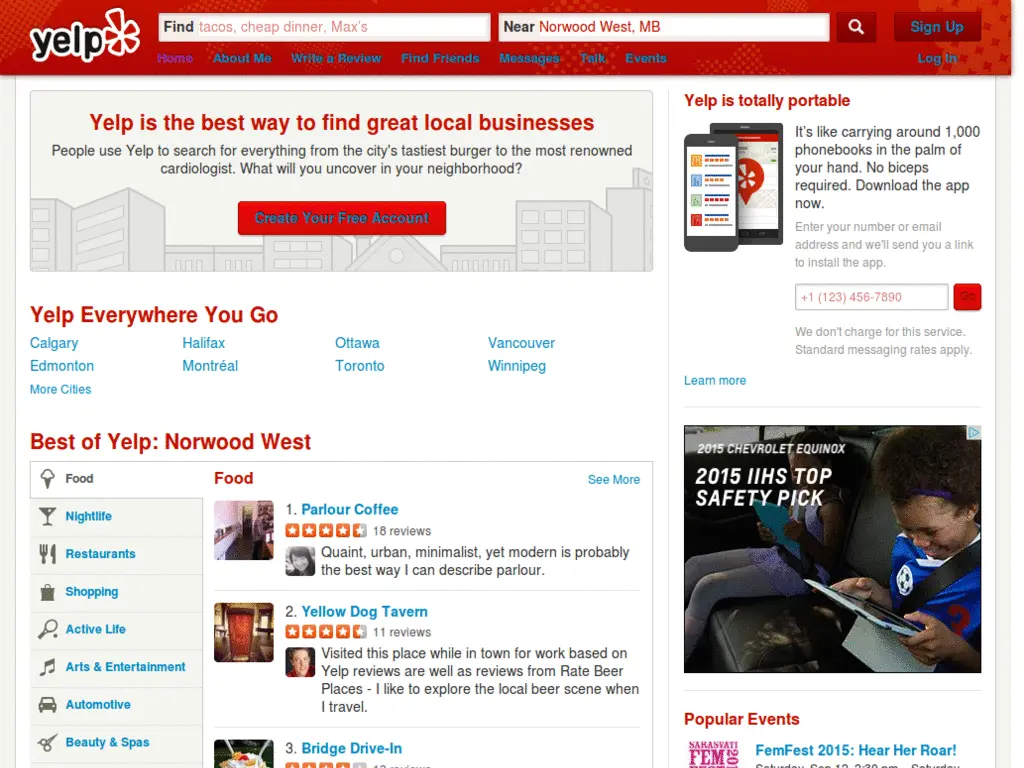 yelp
Find tacos, cheap dinner, Max's
Near Norwood West, MB
Sign Up
Home About Me Write a Review Find Friends Messages Talk Events
Log In
Yelp is the best way to find great local businesses
People use Yelp to search for everything from the city's tastiest burger to the most renowned
cardiologist. What will you uncover in your neighborhood?
Create Your Free Account
Yelp Everywhere You Go
Calgary Halifax Ottawa Vancouver
Edmonton Montréal Toronto Winnipeg
More Cities
Best of Yelp: Norwood West
Food
Nightlife
Restaurants
Shopping
Active Life
Arts & Entertainment
Automotive
Beauty & Spas
Food
See More
1. Parlour Coffee
18 reviews
Quaint, urban, minimalist, yet modern is probably
the best way I can describe parlour.
2. Yellow Dog Tavern
11 reviews
Visited this place while in town for work based on
Yelp reviews are well as reviews from Rate Beer
Places - I like to explore the local beer scene when
I travel.
3. Bridge Drive-In
Yelp is totally portable
It's like carrying around 1,000
phonebooks in the palm of
your hand. No biceps
required. Download the app
now.
Enter your number or email
address and we'll send you a link
to install the app.
+1 (123) 456-7890
Go
We don't charge for this service.
Standard messaging rates apply.
Learn more
2015 CHEVROLET EQUINOX
2015 IIHS TOP
SAFETY PICK
Popular Events
SARASVATI
FEM
FemFest 2015: Hear Her Roar!